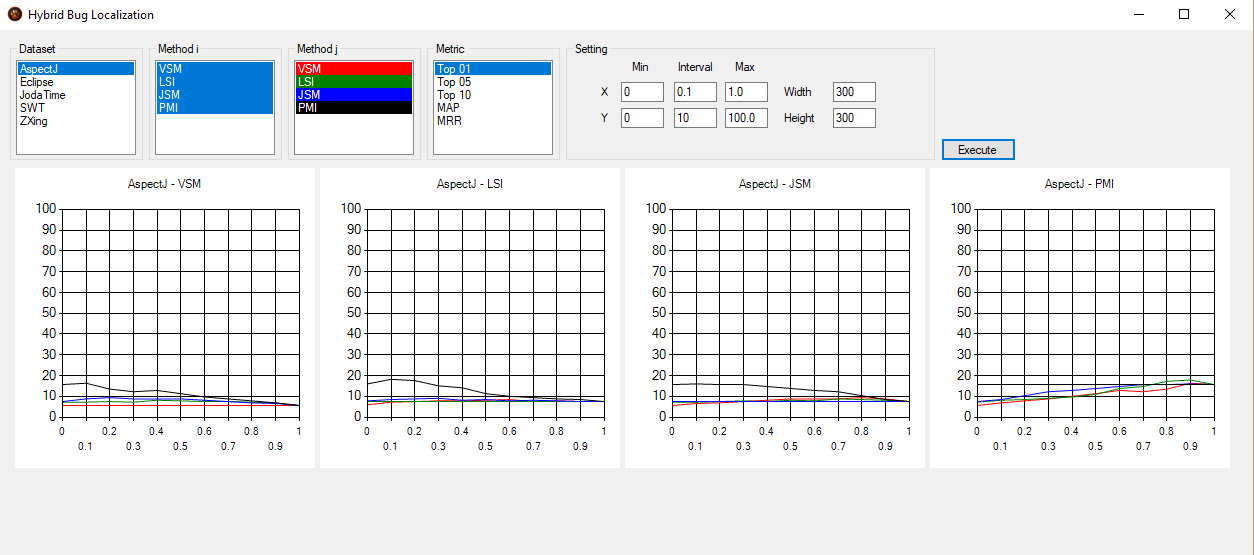 Hybrid Bug Localization
Dataset
AspectJ
Eclipse
JodaTime
SWT
ZXing
Method i
VSM
LSI
JSM
PMI
Method j
VSM
LSI
JSM
PMI
Metric
Top 01
Top 05
Top 10
MAP
MRR
Setting
Min Interval Max
X 0 0.1 1.0 Width 300
Y 0 10 100.0 Height 300
Execute
AspectJ - VSM
100
90
80
70
60
50
40
30
20
10
0
0 0.2 0.4 0.6 0.8 1
0.1 0.3 0.5 0.7 0.9
AspectJ - LSI
100
90
80
70
60
50
40
30
20
10
0
0 0.2 0.4 0.6 0.8 1
0.1 0.3 0.5 0.7 0.9
AspectJ - JSM
100
90
80
70
60
50
40
30
20
10
0
0 0.2 0.4 0.6 0.8 1
0.1 0.3 0.5 0.7 0.9
AspectJ - PMI
100
90
80
70
60
50
40
30
20
10
0
0 0.2 0.4 0.6 0.8 1
0.1 0.3 0.5 0.7 0.9